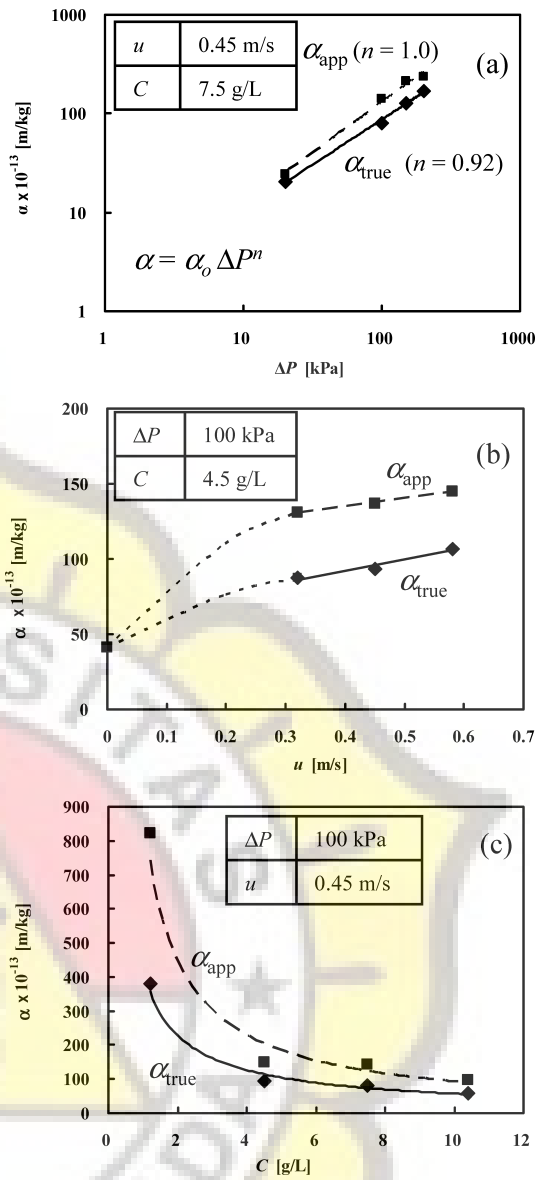 1000
100
10
1
u 0.45 m/s
C 7.5 g/L
αapp (n = 1.0)
(a)
αtrue (n = 0.92)
α = αo ΔPⁿ
α x 10⁻¹³ [m/kg]
1 10 100 1000
ΔP [kPa]
200
150
100
50
0
ΔP 100 kPa
C 4.5 g/L
(b)
αapp
αtrue
α x10⁻¹³ [m/kg]
0 0.1 0.2 0.3 0.4 0.5 0.6 0.7
u [m/s]
900
800
700
600
500
400
300
200
100
0
ΔP 100 kPa
u 0.45 m/s
(c)
αapp
αtrue
α x 10⁻¹³ [m/kg]
0 2 4 6 8 10 12
C [g/L]
SITAS